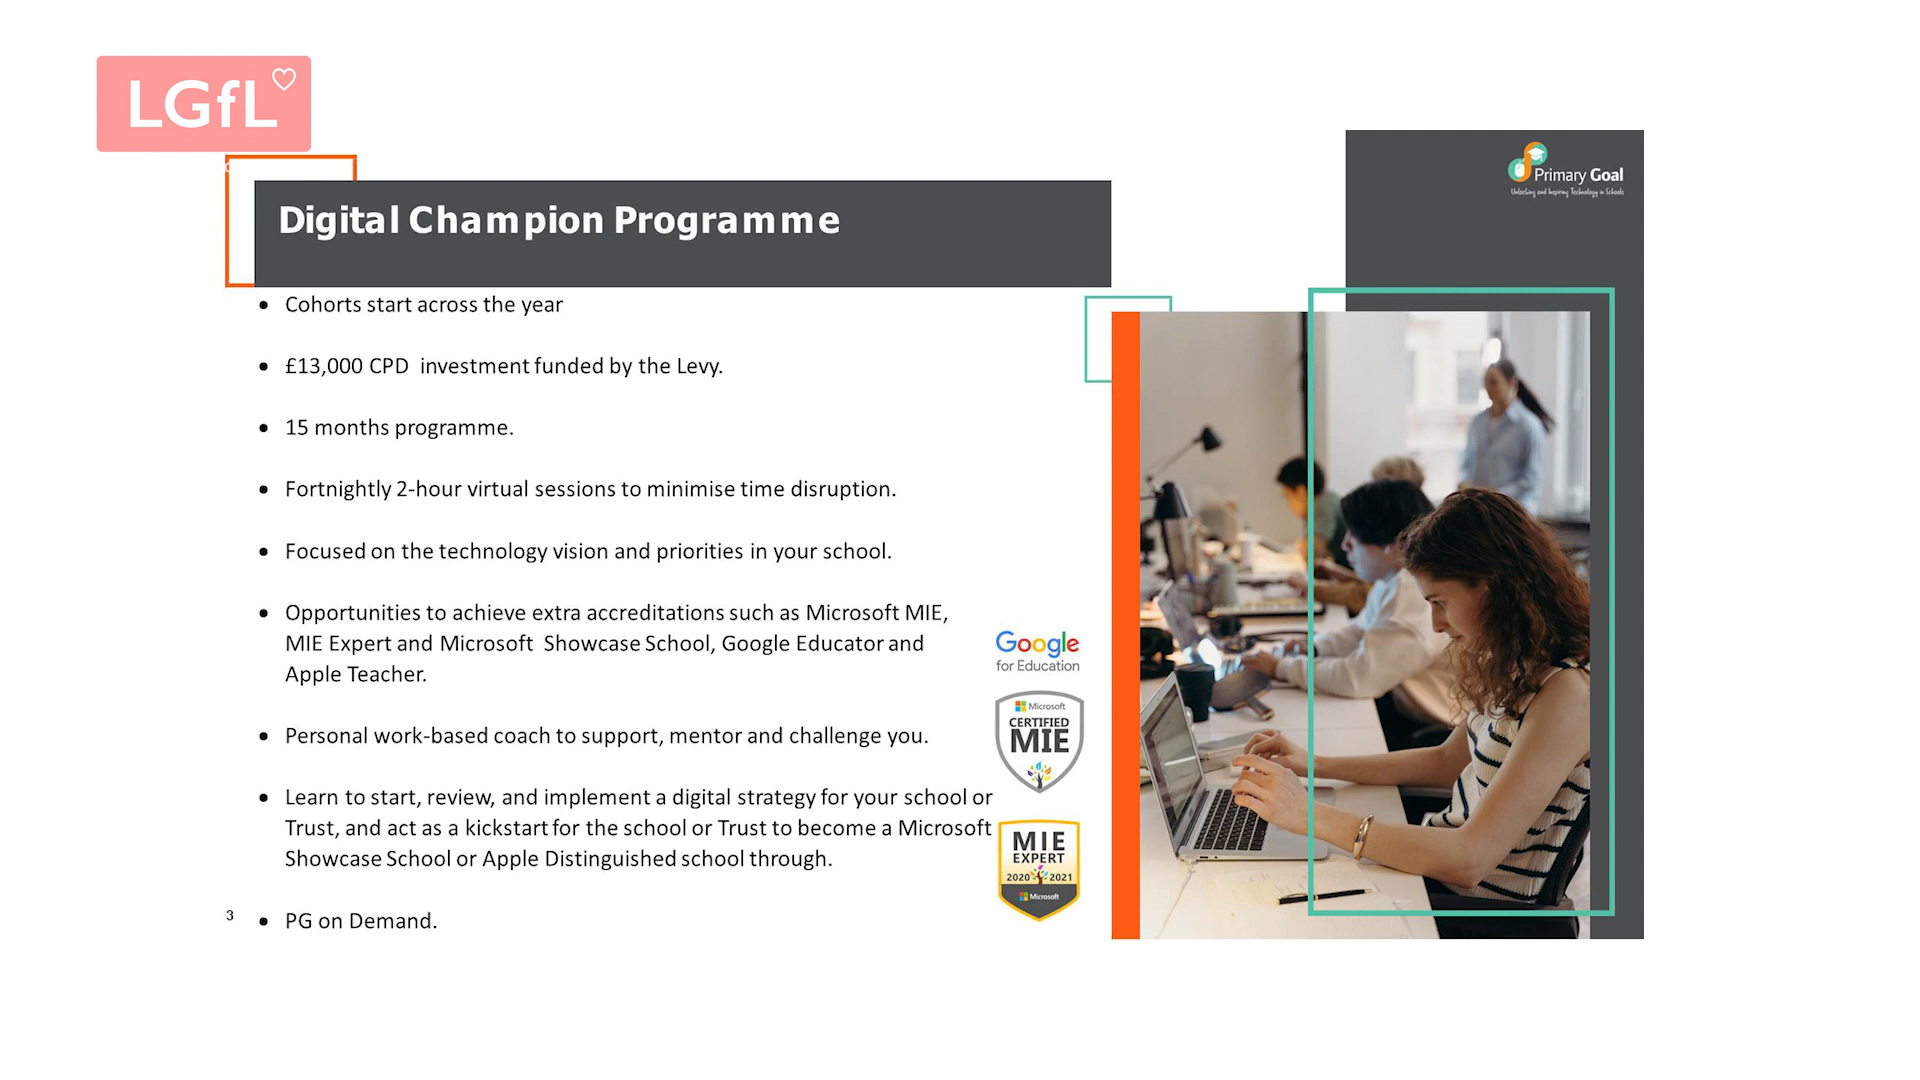 LGfL
Primary Goal
Unlocking and Inspiring Technology in Schools
Digital Champion Programme
• Cohorts start across the year
• £13,000 CPD  investment funded by the Levy.
• 15 months programme.
• Fortnightly 2-hour virtual sessions to minimise time disruption.
• Focused on the technology vision and priorities in your school.
• Opportunities to achieve extra accreditations such as Microsoft MIE,
MIE Expert and Microsoft  Showcase School, Google Educator and
Apple Teacher.
• Personal work-based coach to support, mentor and challenge you.
• Learn to start, review, and implement a digital strategy for your school or
Trust, and act as a kickstart for the school or Trust to become a Microsoft
Showcase School or Apple Distinguished school through.
• PG on Demand.
3
Google
for Education
Microsoft
CERTIFIED
MIE
MIE
EXPERT
2020 2021
Microsoft